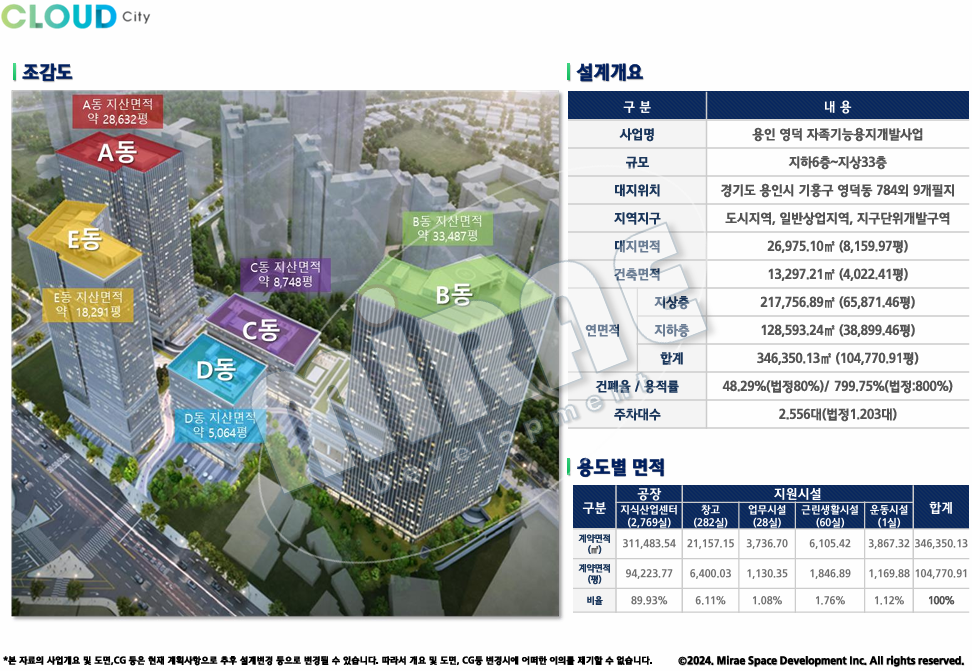 CLOUD City
조감도
A동 지산면적
약 28,632평
A동
E동
B동 지산면적
약 33,487평
C동 지산면적
약 8,748평
E동 지산면적
약 18,291평
B동
C동
D동
D동 지산면적
약 5,064평
MIRAE
Development
설계개요
구 분 내 용
사업명 용인 영덕 자족기능용지개발사업
규모 지하6층~지상33층
대지위치 경기도 용인시 기흥구 영덕동 784외 9개필지
지역지구 도시지역, 일반상업지역, 지구단위개발구역
대지면적 26,975.10㎡ (8,159.97평)
건축면적 13,297.21㎡ (4,022.41평)
연면적 지상층 217,756.89㎡ (65,871.46평)
지하층 128,593.24㎡ (38,899.46평)
합계 346,350.13㎡ (104,770.91평)
건폐율 / 용적률 48.29%(법정80%)/ 799.75%(법정:800%)
주차대수 2,556대(법정1,203대)
용도별 면적
구분 공장 지원시설 합계
지식산업센터 창고 업무시설 근린생활시설 운동시설
(2,769실) (282실) (28실) (60실) (1실)
계약면적
(㎡) 311,483.54 21,157.15 3,736.70 6,105.42 3,867.32 346,350.13
계약면적
(평) 94,223.77 6,400.03 1,130.35 1,846.89 1,169.88 104,770.91
비율 89.93% 6.11% 1.08% 1.76% 1.12% 100%
*본 자료의 사업개요 및 도면,CG 등은 현재 계획사항으로 추후 설계변경 등으로 변경될 수 있습니다. 따라서 개요 및 도면, CG등 변경시에 어떠한 이의를 제기할 수 없습니다.
©2024. Mirae Space Development Inc. All rights reserved.